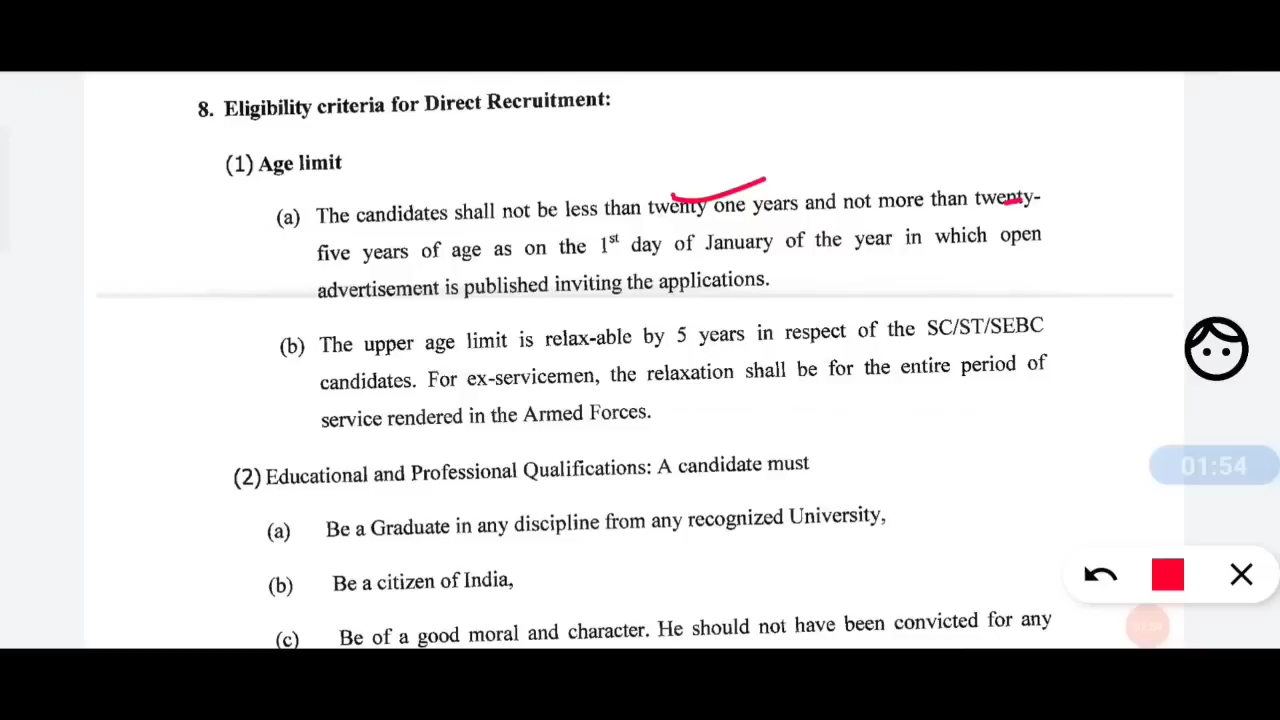 8. Eligibility criteria for Direct Recruitment:
(1) Age limit
(a) The candidates shall not be less than twenty one years and not more than twenty-
five years of age as on the 1st day of January of the year in which open
advertisement is published inviting the applications.
(b) The upper age limit is relax-able by 5 years in respect of the SC/ST/SEBC
candidates. For ex-servicemen, the relaxation shall be for the entire period of
service rendered in the Armed Forces.
01:54
(2) Educational and Professional Qualifications: A candidate must
(a) Be a Graduate in any discipline from any recognized University,
(b) Be a citizen of India,
(c) Be of a good moral and character. He should not have been convicted for any